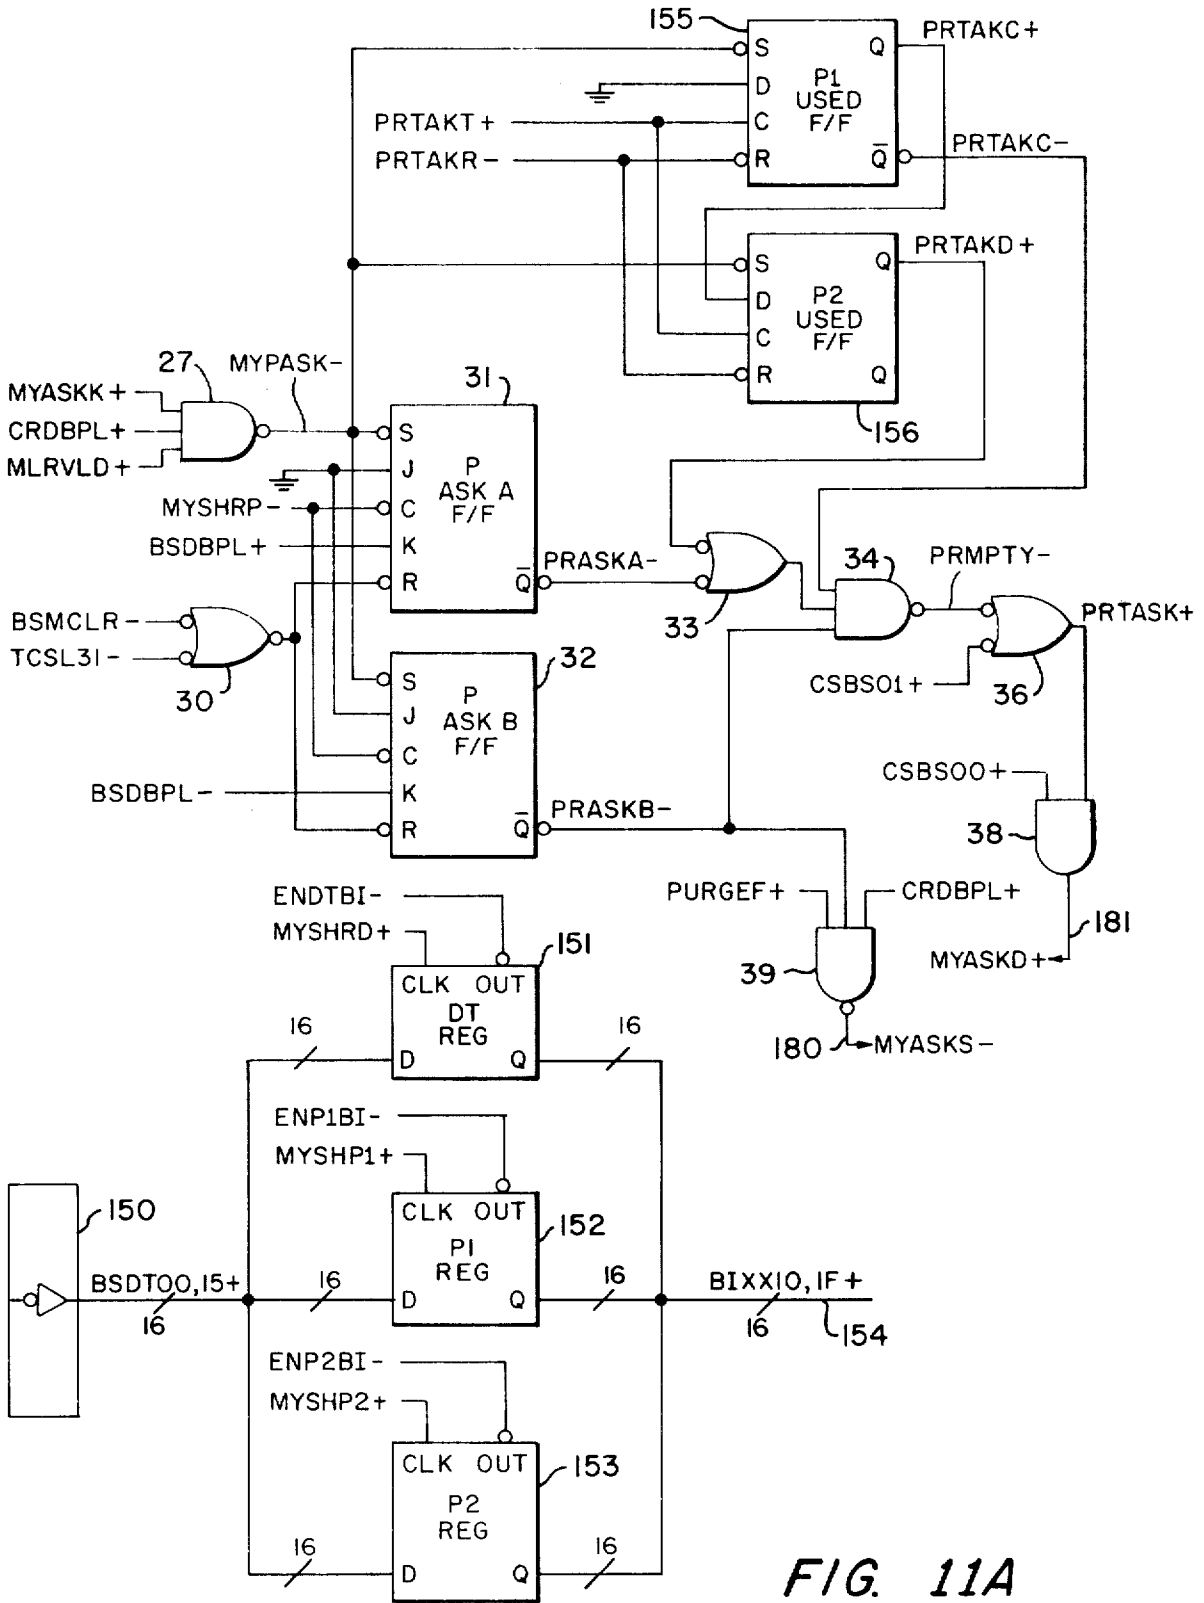 155
PRTAKC+
S Q
D
P1
USED
F/F
PRTAKT+
C
PRTAKR-
R Q
PRTAKC-
PRTAKD+
S Q
D
P2
USED
F/F
C
R Q
156
27
MYPASK-
MYASKK+
CRDBPL+
MLRVLD+
31
S
J
P
ASK A
F/F
MYSHRP-
C
BSDBPL+
K
R Q
PRASKA-
33
34
PRMPTY-
PRTASK+
CSBS01+
36
BSMCLR-
TCSL31-
30
32
S
J
P
ASK B
F/F
C
BSDBPL-
K
R Q
PRASKB-
CSBS00+
38
PURGEF+
CRDBPL+
39
181
MYASKD+
180
MYASKS-
ENDTBI-
MYSHRD+
151
CLK OUT
DT
REG
16
D Q
16
ENP1BI-
MYSHP1+
152
CLK OUT
P1
REG
16
D Q
16
150
BSDT00,15+
16
BIXX10,1F+
16
154
ENP2BI-
MYSHP2+
153
CLK OUT
P2
REG
16
D Q
16
FIG. 11A